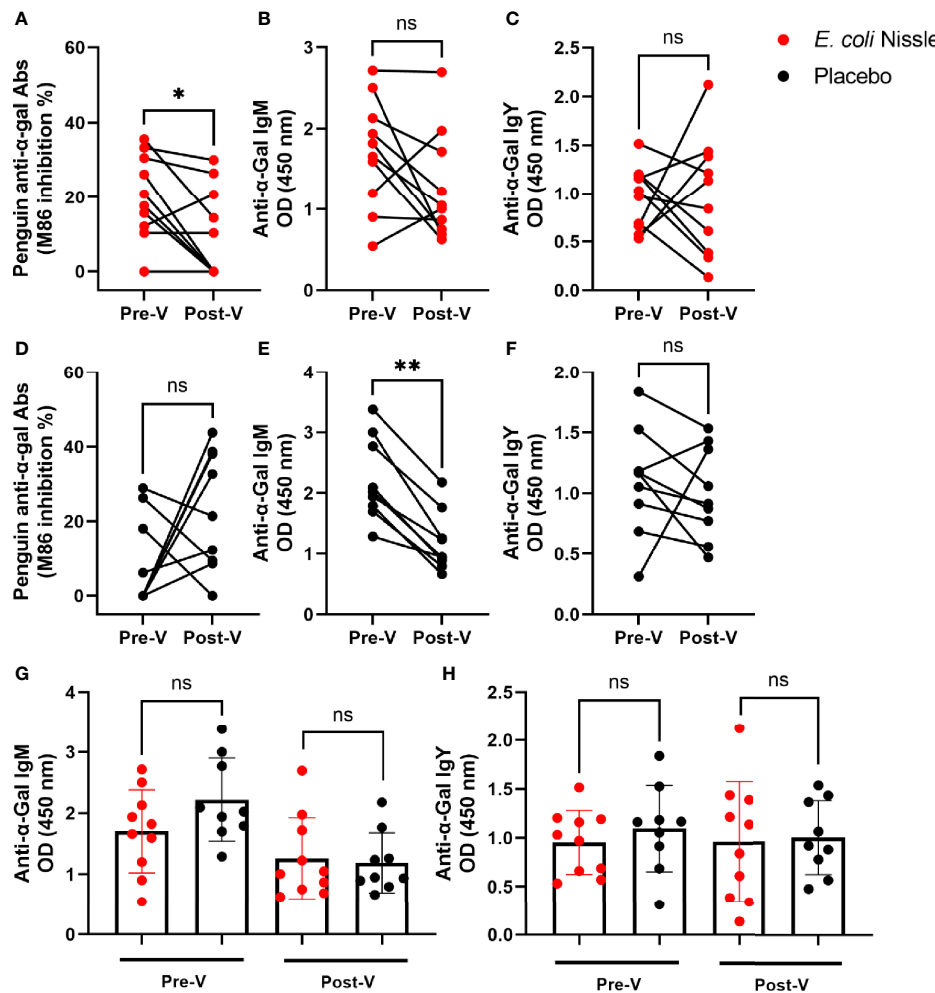 A
B
C
E. coli Nissle
Placebo
Penguin anti-α-gal Abs
(M86 inhibition %)
60
40
20
0
*
Pre-V Post-V
Anti-α-Gal IgM
OD (450 nm)
3
2
1
0
ns
Pre-V Post-V
Anti-α-Gal IgY
OD (450 nm)
2.5
2.0
1.5
1.0
0.5
0.0
ns
Pre-V Post-V
D
E
F
Penguin anti-α-gal Abs
(M86 inhibition %)
60
40
20
0
ns
Pre-V Post-V
Anti-α-Gal IgM
OD (450 nm)
4
3
2
1
0
**
Pre-V Post-V
Anti-α-Gal IgY
OD (450 nm)
2.0
1.5
1.0
0.5
0.0
ns
Pre-V Post-V
G
H
Anti-α-Gal IgM
OD (450 nm)
4
3
2
1
0
ns
ns
Pre-V Post-V
Anti-α-Gal IgY
OD (450 nm)
2.5
2.0
1.5
1.0
0.5
0.0
ns
ns
Pre-V Post-V